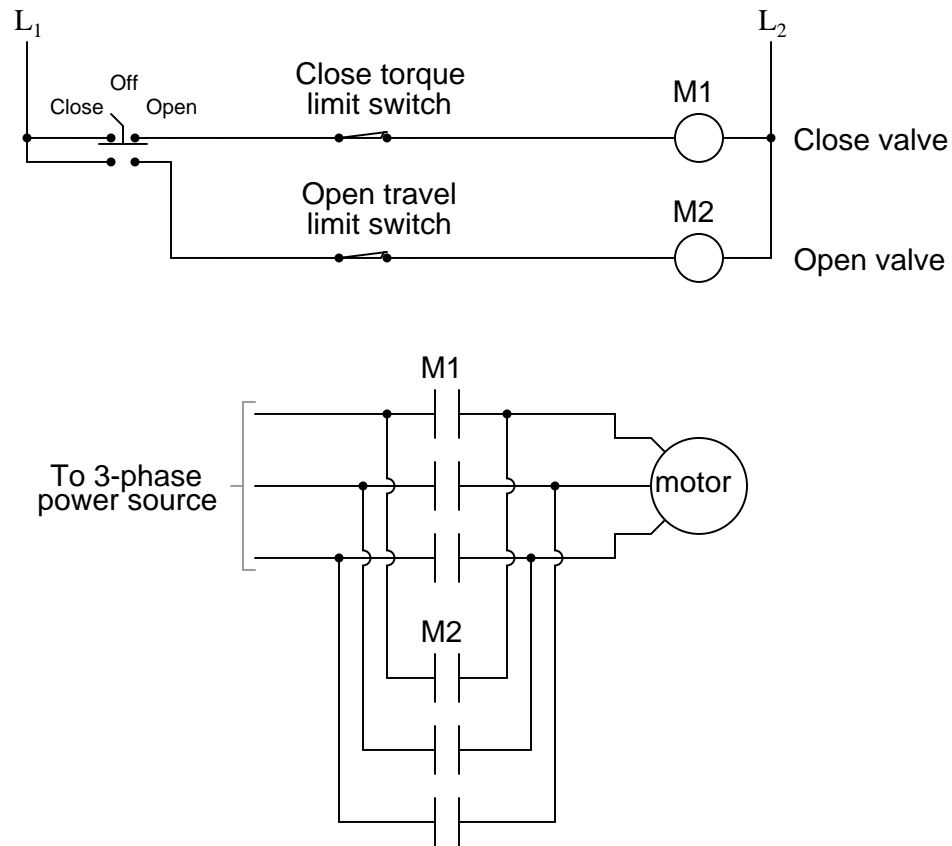 L1
L2
Off
Close
Open
Close torque
limit switch
M1
Close valve
Open travel
limit switch
M2
Open valve
M1
To 3-phase
power source
motor
M2